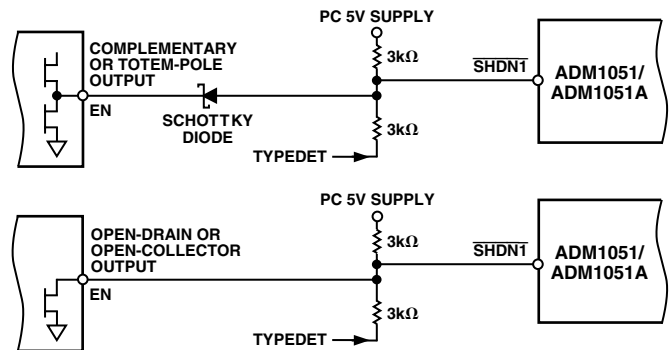 PC 5V SUPPLY
COMPLEMENTARY
OR TOTEM-POLE
OUTPUT
3kΩ
SHDN1
ADM1051/
ADM1051A
EN
SCHOTTKY
DIODE
3kΩ
TYPEDET
PC 5V SUPPLY
OPEN-DRAIN OR
OPEN-COLLECTOR
OUTPUT
3kΩ
SHDN1
ADM1051/
ADM1051A
EN
3kΩ
TYPEDET